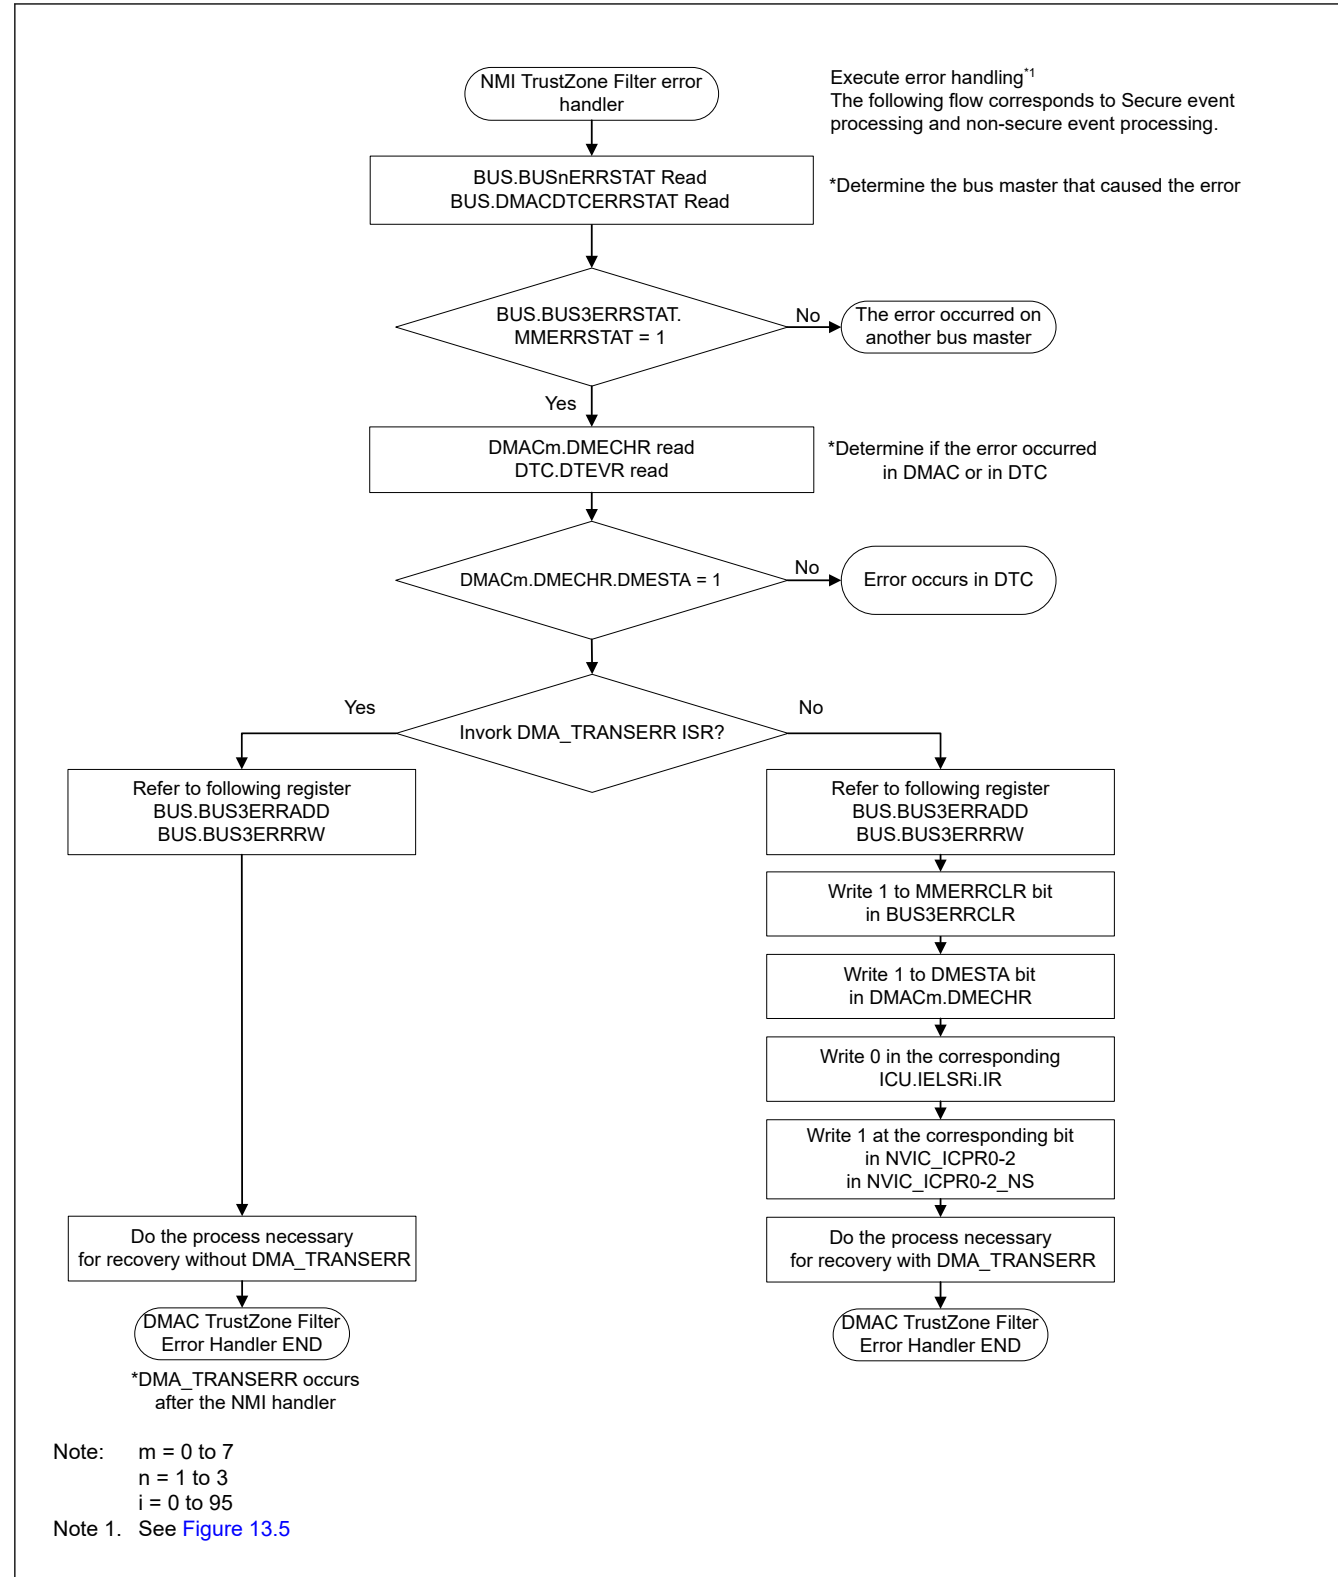 NMI TrustZone Filter error
handler
Execute error handling*1
The following flow corresponds to Secure event
processing and non-secure event processing.
BUS.BUSnERRSTAT Read
BUS.DMACDTCERRSTAT Read
*Determine the bus master that caused the error
BUS.BUS3ERRSTAT.
MMERRSTAT = 1
No
The error occurred on
another bus master
Yes
DMACm.DMECHR read
DTC.DTEVR read
*Determine if the error occurred
in DMAC or in DTC
DMACm.DMECHR.DMESTA = 1
No
Error occurs in DTC
Yes
Invork DMA_TRANSERR ISR?
No
Refer to following register
BUS.BUS3ERRADD
BUS.BUS3ERRRW
Refer to following register
BUS.BUS3ERRADD
BUS.BUS3ERRRW
Write 1 to MMERRCLR bit
in BUS3ERRCLR
Write 1 to DMESTA bit
in DMACm.DMECHR
Write 0 in the corresponding
ICU.IELSRi.IR
Write 1 at the corresponding bit
in NVIC_ICPR0-2
in NVIC_ICPR0-2_NS
Do the process necessary
for recovery without DMA_TRANSERR
Do the process necessary
for recovery with DMA_TRANSERR
DMAC TrustZone Filter
Error Handler END
DMAC TrustZone Filter
Error Handler END
*DMA_TRANSERR occurs
after the NMI handler
Note: m = 0 to 7
n = 1 to 3
i = 0 to 95
Note 1. See Figure 13.5